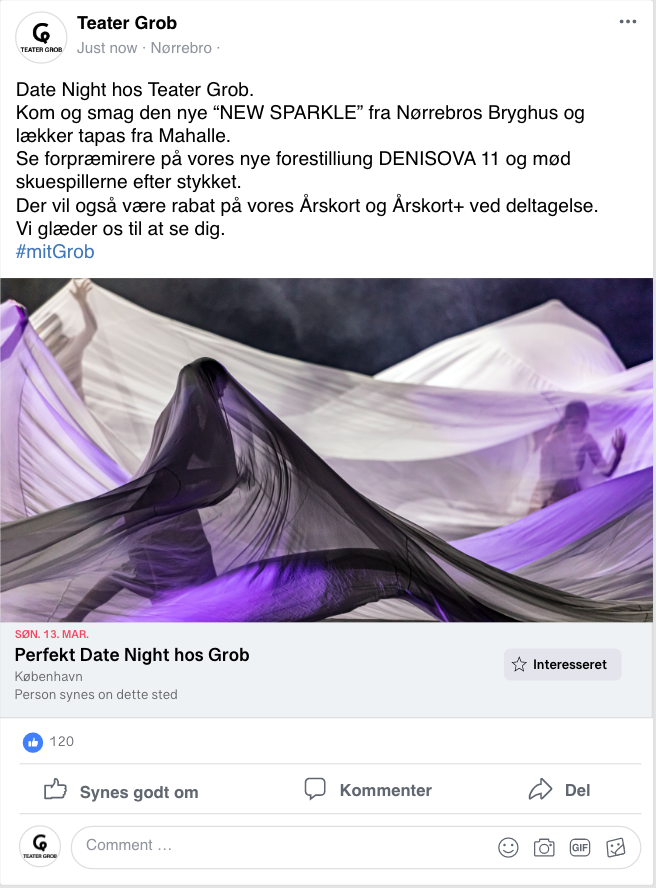 TEATER GROB
Teater Grob
Just now · Nørrebro ·
Date Night hos Teater Grob.
Kom og smag den nye “NEW SPARKLE” fra Nørrebros Bryghus og
lækker tapas fra Mahalle.
Se forpræmirere på vores nye forestilliung DENISOVA 11 og mød
skuespillerne efter stykket.
Der vil også være rabat på vores Årskort og Årskort+ ved deltagelse.
Vi glæder os til at se dig.
#mitGrob
SØN. 13. MAR.
Perfekt Date Night hos Grob
København
Person synes on dette sted
Interesseret
120
Synes godt om
Kommenter
Del
TEATER GROB
Comment ...
GIF